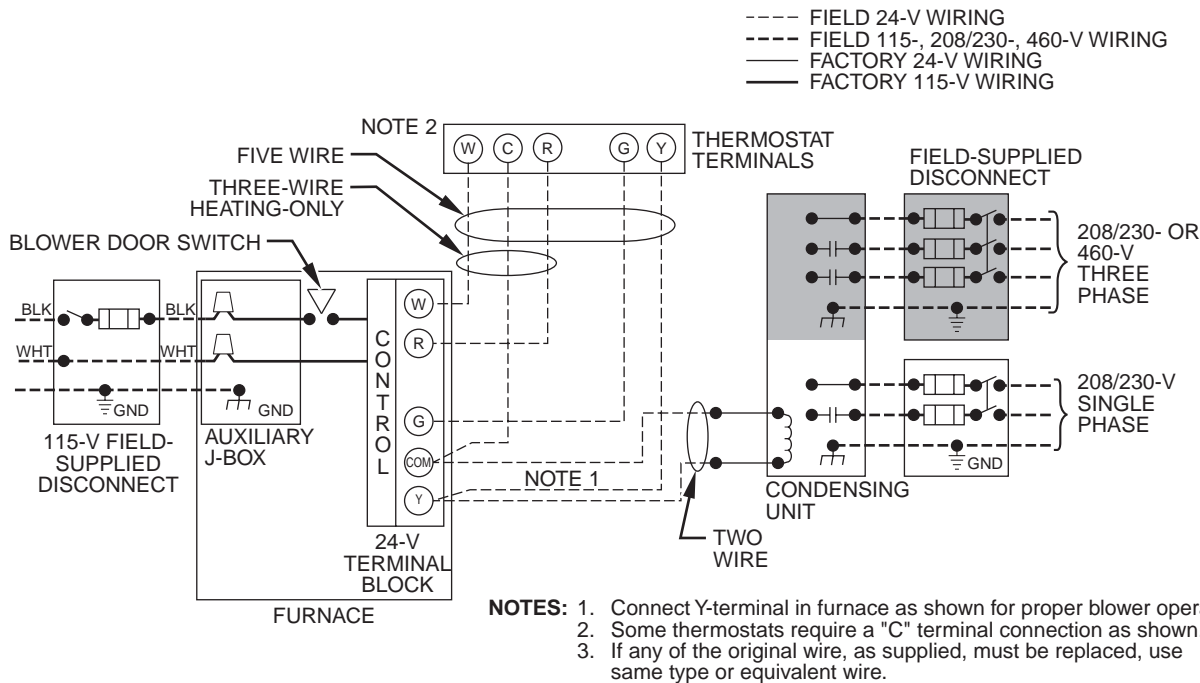 FIELD 24-V WIRING
FIELD 115-, 208/230-, 460-V WIRING
FACTORY 24-V WIRING
FACTORY 115-V WIRING
NOTE 2
W C R G Y
THERMOSTAT
TERMINALS
FIVE WIRE
THREE-WIRE
HEATING-ONLY
BLOWER DOOR SWITCH
FIELD-SUPPLIED
DISCONNECT
208/230- OR
460-V
THREE
PHASE
BLK
BLK
WHT
WHT
GND
GND
115-V FIELD-
SUPPLIED
DISCONNECT
AUXILIARY
J-BOX
CONTROL
W
R
G
COM
Y
NOTE 1
24-V
TERMINAL
BLOCK
FURNACE
TWO
WIRE
CONDENSING
UNIT
GND
208/230-V
SINGLE
PHASE
NOTES: 1. Connect Y-terminal in furnace as shown for proper blower oper
2. Some thermostats require a "C" terminal connection as shown
3. If any of the original wire, as supplied, must be replaced, use
same type or equivalent wire.